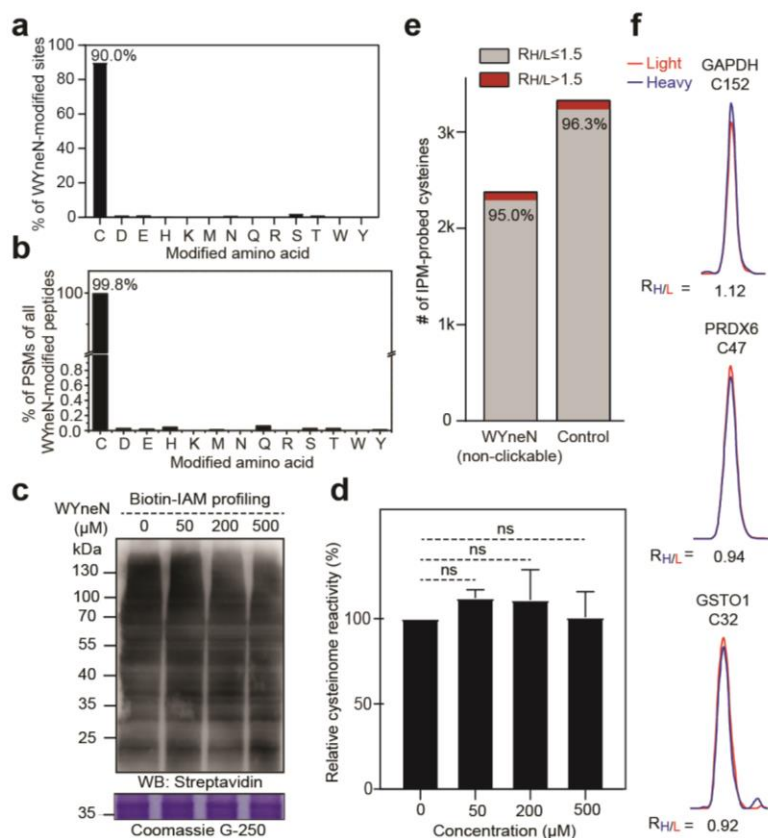 a
% of WYneN-modified sites
100
80
60
40
20
0
90.0%
C D E H K M N Q R S T W Y
Modified amino acid
b
% of PSMs of all
WYneN-modified peptides
100
0.8
0.6
0.4
0.2
0.0
99.8%
C D E H K M N Q R S T W Y
Modified amino acid
c
Biotin-IAM profiling
WYneN
(μM) 0 50 200 500
kDa
130
100
70
55
40
35
25
WB: Streptavidin
35
Coomassie G-250
d
Relative cysteinome reactivity (%)
100
50
0
ns
ns
ns
0 50 200 500
Concentration (μM)
e
RH/L≤1.5
RH/L>1.5
# of IPM-probed cysteines
3k
2k
1k
0
95.0%
96.3%
WYneN Control
(non-clickable)
f
Light
Heavy
GAPDH
C152
RH/L = 1.12
PRDX6
C47
RH/L = 0.94
GSTO1
C32
RH/L = 0.92